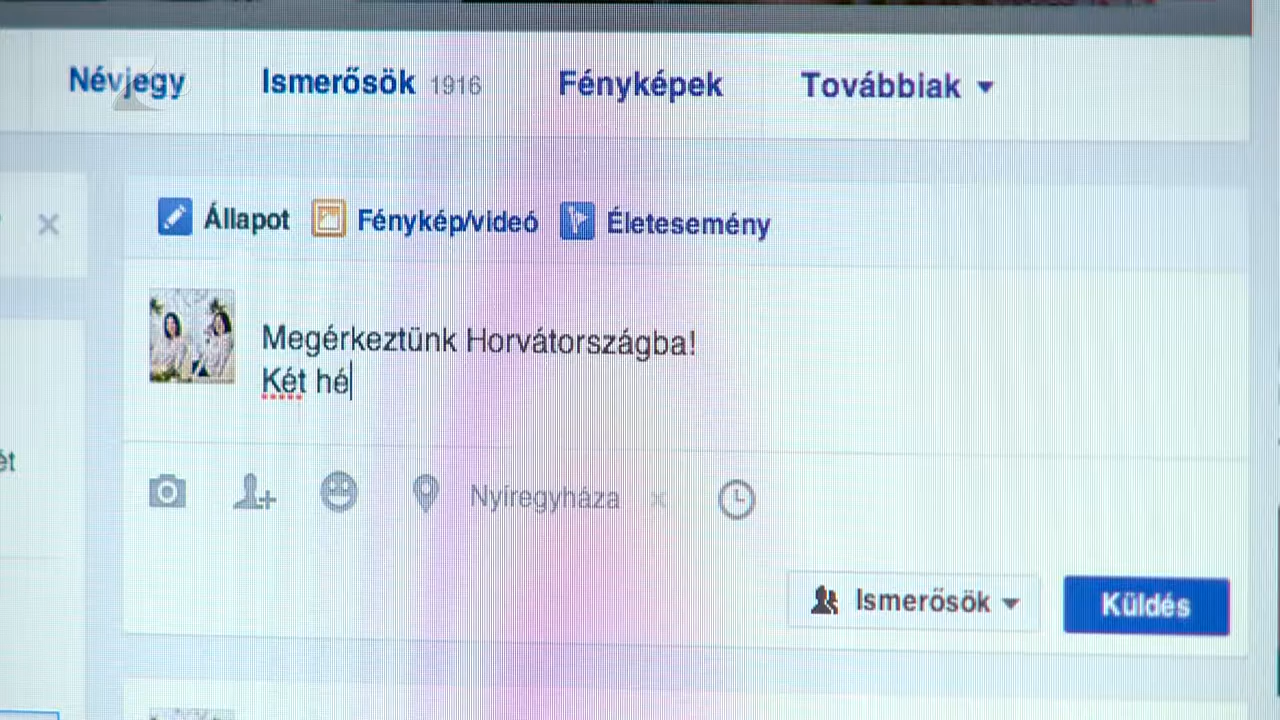 Névjegy Ismerősök 1916 Fényképek Továbbiak
Állapot Fénykép/videó Életesemény
Megérkeztünk Horvátországba!
Két hé
Nyíregyháza
Ismerősök Küldés